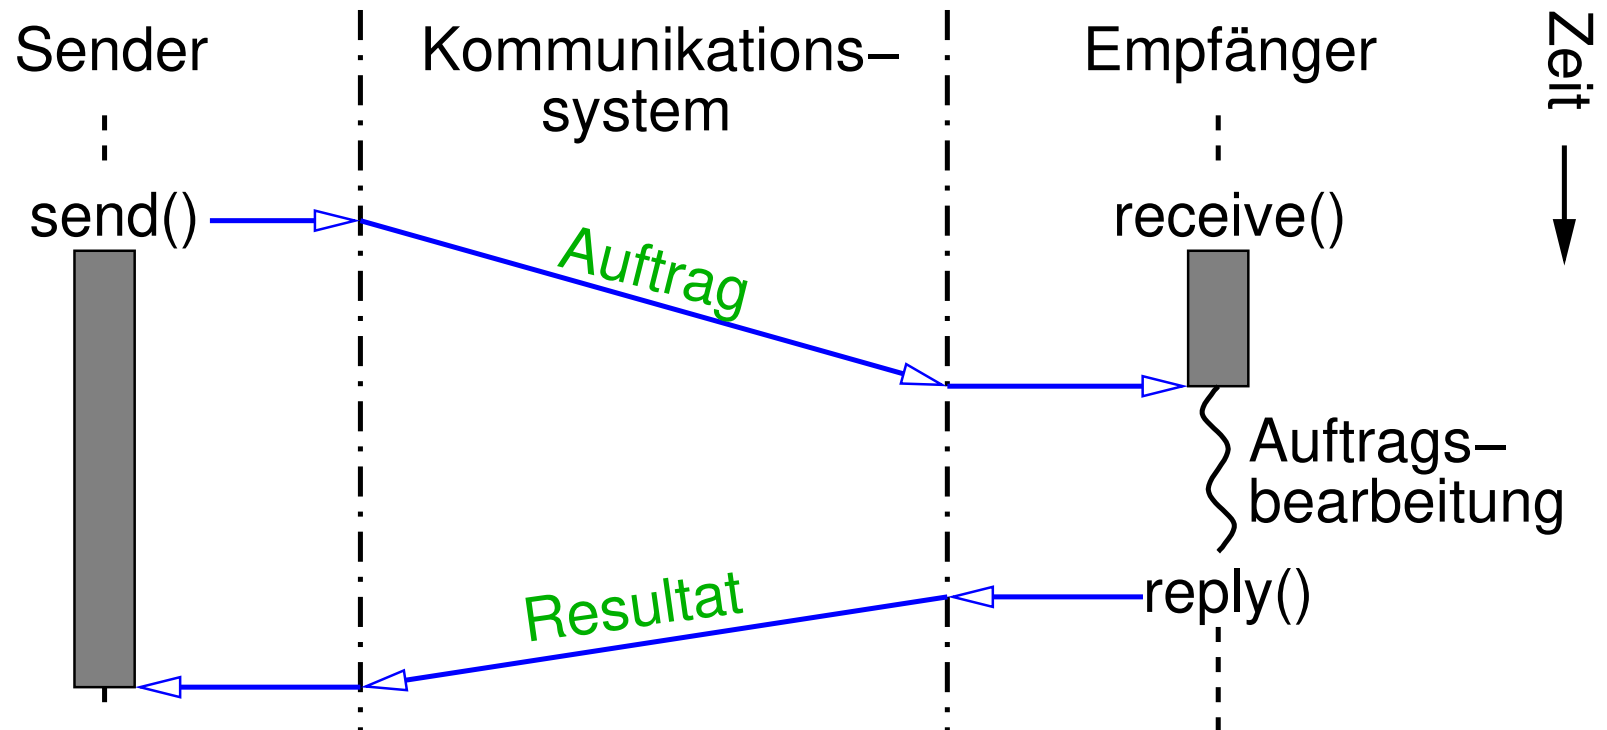 Sender
Kommunikations–
system
Empfänger
Zeit
send()
receive()
Auftrag
Auftrags–
bearbeitung
Resultat
reply()